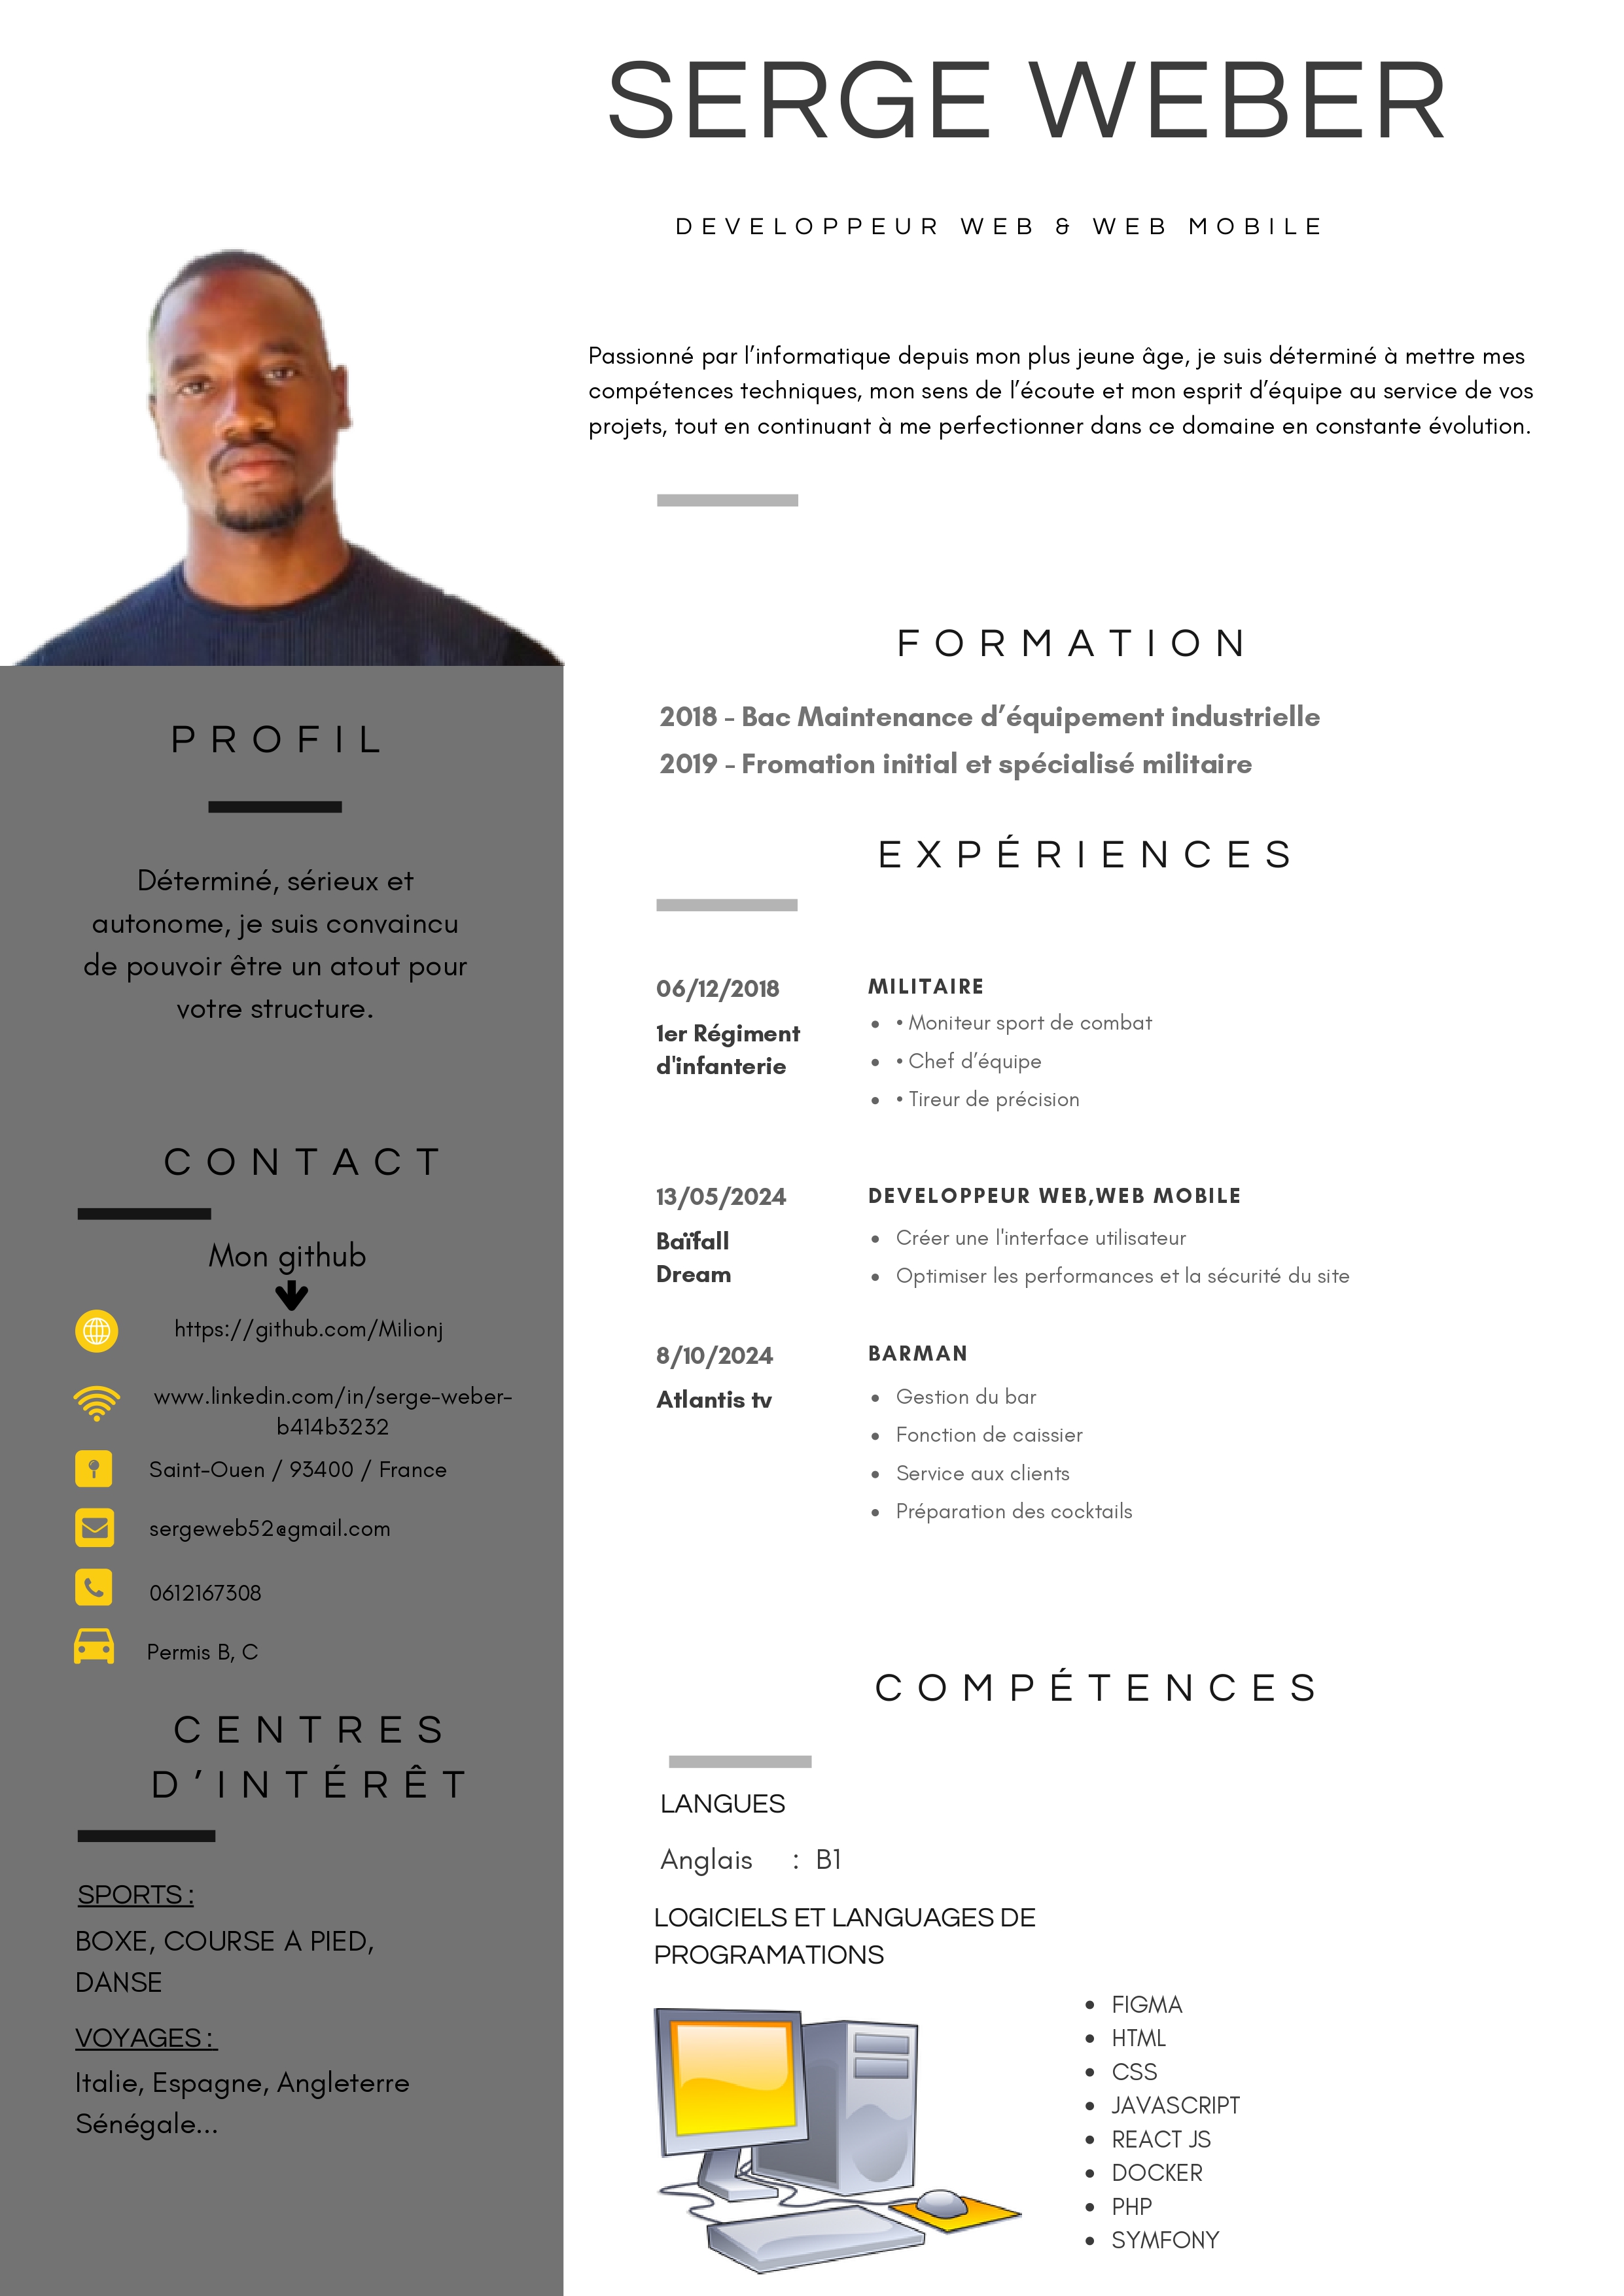 SERGE WEBER
DEVELOPPEUR WEB & WEB MOBILE
Passionné par l’informatique depuis mon plus jeune âge, je suis déterminé à mettre mes
compétences techniques, mon sens de l’écoute et mon esprit d’équipe au service de vos
projets, tout en continuant à me perfectionner dans ce domaine en constante évolution.
PROFIL
Déterminé, sérieux et
autonome, je suis convaincu
de pouvoir être un atout pour
votre structure.
CONTACT
Mon github
https://github.com/Milionj
www.linkedin.com/in/serge-weber-
b414b3232
Saint-Ouen / 93400 / France
sergeweb52@gmail.com
0612167308
Permis B, C
CENTRES
D’INTÉRÊT
SPORTS :
BOXE, COURSE A PIED,
DANSE
VOYAGES :
Italie, Espagne, Angleterre
Sénégale...
FORMATION
2018 - Bac Maintenance d’équipement industrielle
2019 - Fromation initial et spécialisé militaire
EXPÉRIENCES
06/12/2018
1er Régiment
d'infanterie
MILITAIRE
• • Moniteur sport de combat
• • Chef d’équipe
• • Tireur de précision
13/05/2024
Baïfall
Dream
DEVELOPPEUR WEB,WEB MOBILE
• Créer une l'interface utilisateur
• Optimiser les performances et la sécurité du site
8/10/2024
Atlantis tv
BARMAN
• Gestion du bar
• Fonction de caissier
• Service aux clients
• Préparation des cocktails
COMPÉTENCES
LANGUES
Anglais : B1
LOGICIELS ET LANGUAGES DE
PROGRAMATIONS
• FIGMA
• HTML
• CSS
• JAVASCRIPT
• REACT JS
• DOCKER
• PHP
• SYMFONY